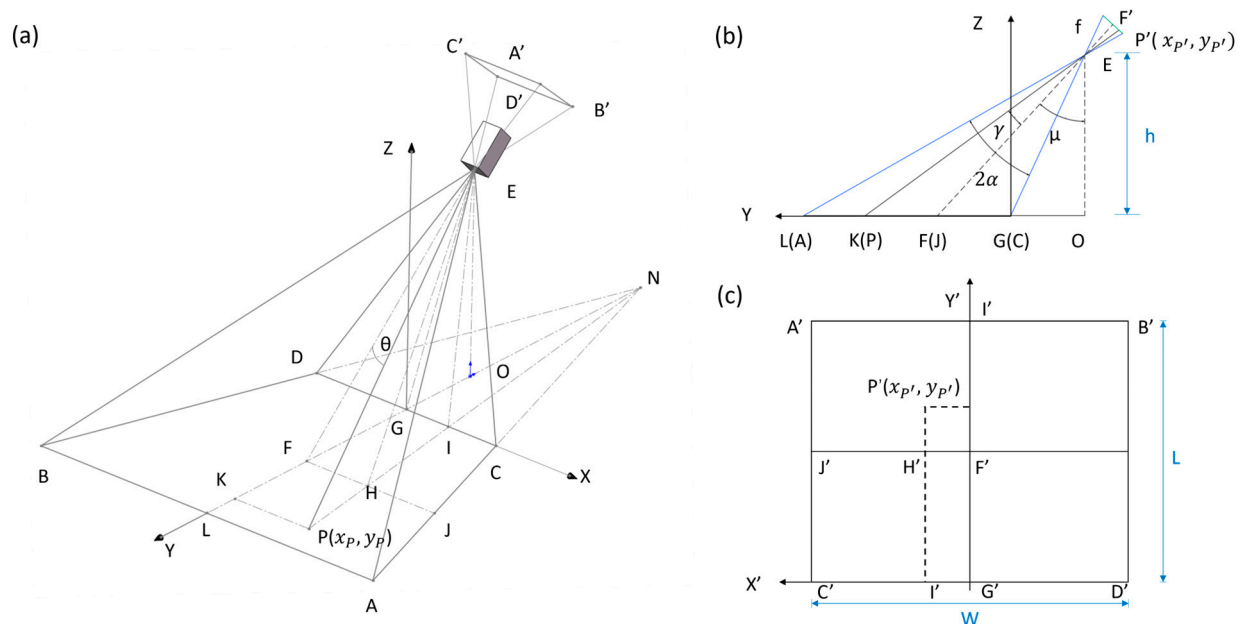 (a)
C’
A’
D’
B’
Z
E
N
θ
D
O
G
I
C
X
B
F
K
H
J
L
P(x_P, y_P)
Y
A
(b)
Z
f
F’
P’( x_P′, y_P′)
E
γ
μ
h
2α
Y
L(A) K(P) F(J) G(C) O
(c)
Y’
I’
A’
B’
P’(x_P′, y_P′)
J’
H’
F’
L
X’
C’
I’
G’
D’
W